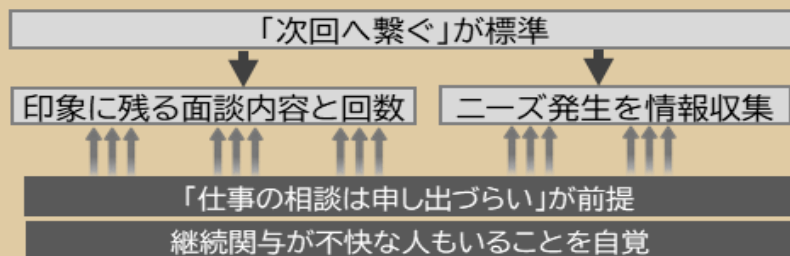 「次回へ繋ぐ」が標準
印象に残る面談内容と回数
ニーズ発生を情報収集
「仕事の相談は申し出づらい」が前提
継続関与が不快な人もいることを自覚